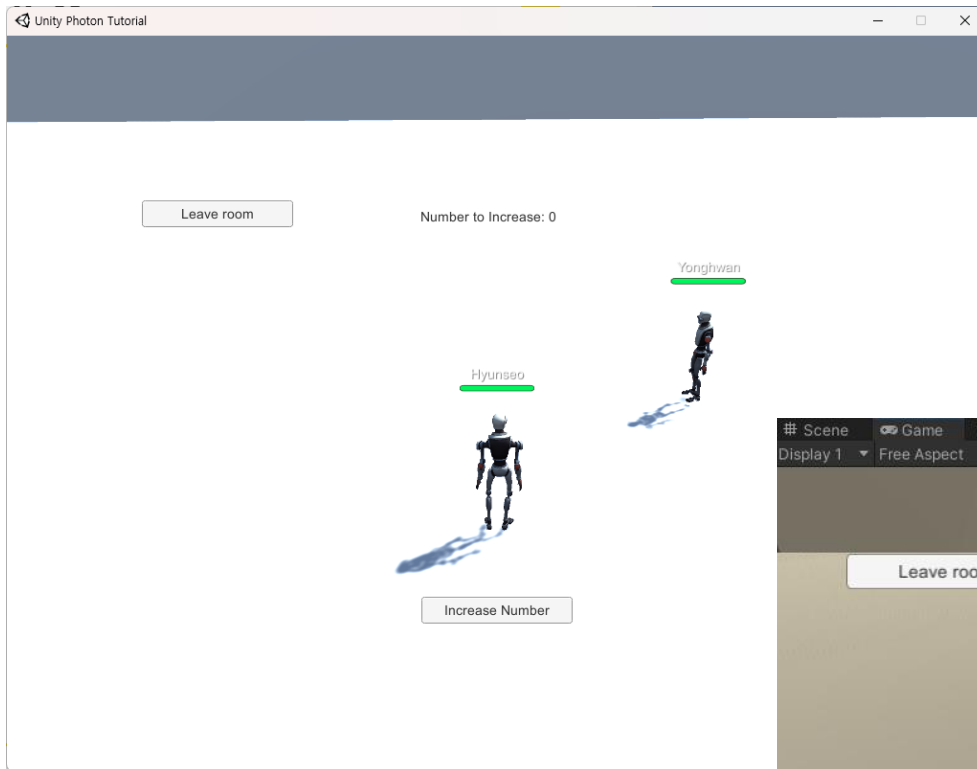 Unity Photon Tutorial
Leave room
Number to Increase: 0
Yonghwan
Hyunseo
Increase Number
Scene
Game
Display 1
Free Aspect
Leave roo